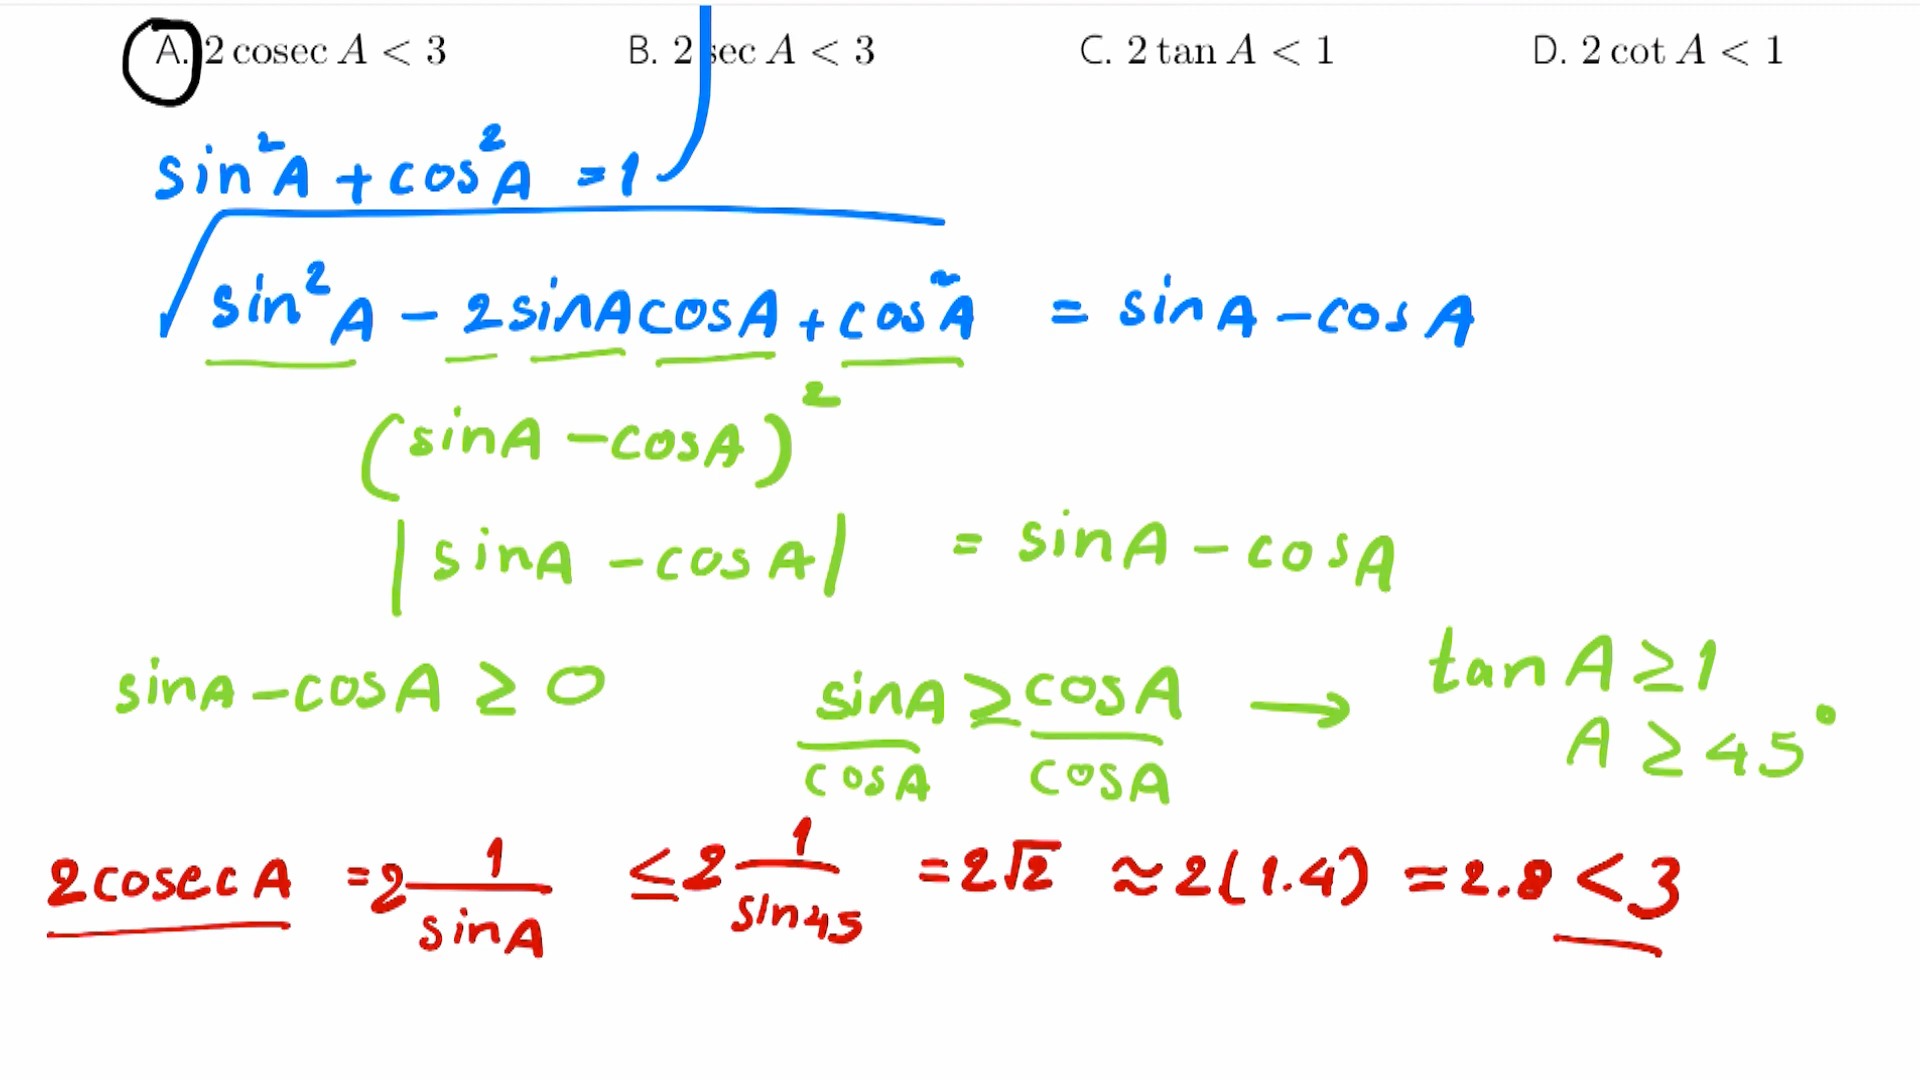 A. 2 cosec A < 3 B. 2 sec A < 3 C. 2 tan A < 1 D. 2 cot A < 1
sin²A + cos²A = 1
√(sin²A - 2sinAcosA + cos²A) = sinA - cosA
(sinA - cosA)²
|sinA - cosA| = sinA - cosA
sinA - cosA ≥ 0 sinA/cosA ≥ cosA/cosA → tan A ≥ 1
A ≥ 45°
2cosecA = 2 1/sinA ≤ 2 1/sin45 = 2√2 ≈ 2(1.4) = 2.8 < 3